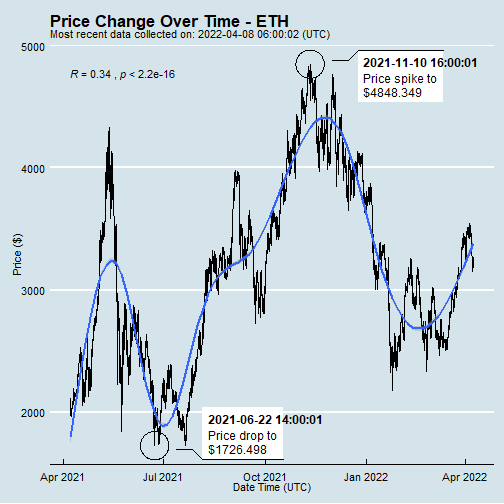 Price Change Over Time - ETH
Most recent data collected on: 2022-04-08 06:00:02 (UTC)
5000
2021-11-10 16:00:01
Price spike to
$4848.349
R = 0.34 , p < 2.2e-16
4000
Price ($)
3000
2000
2021-06-22 14:00:01
Price drop to
$1726.498
Apr 2021
Jul 2021
Oct 2021
Jan 2022
Apr 2022
Date Time (UTC)